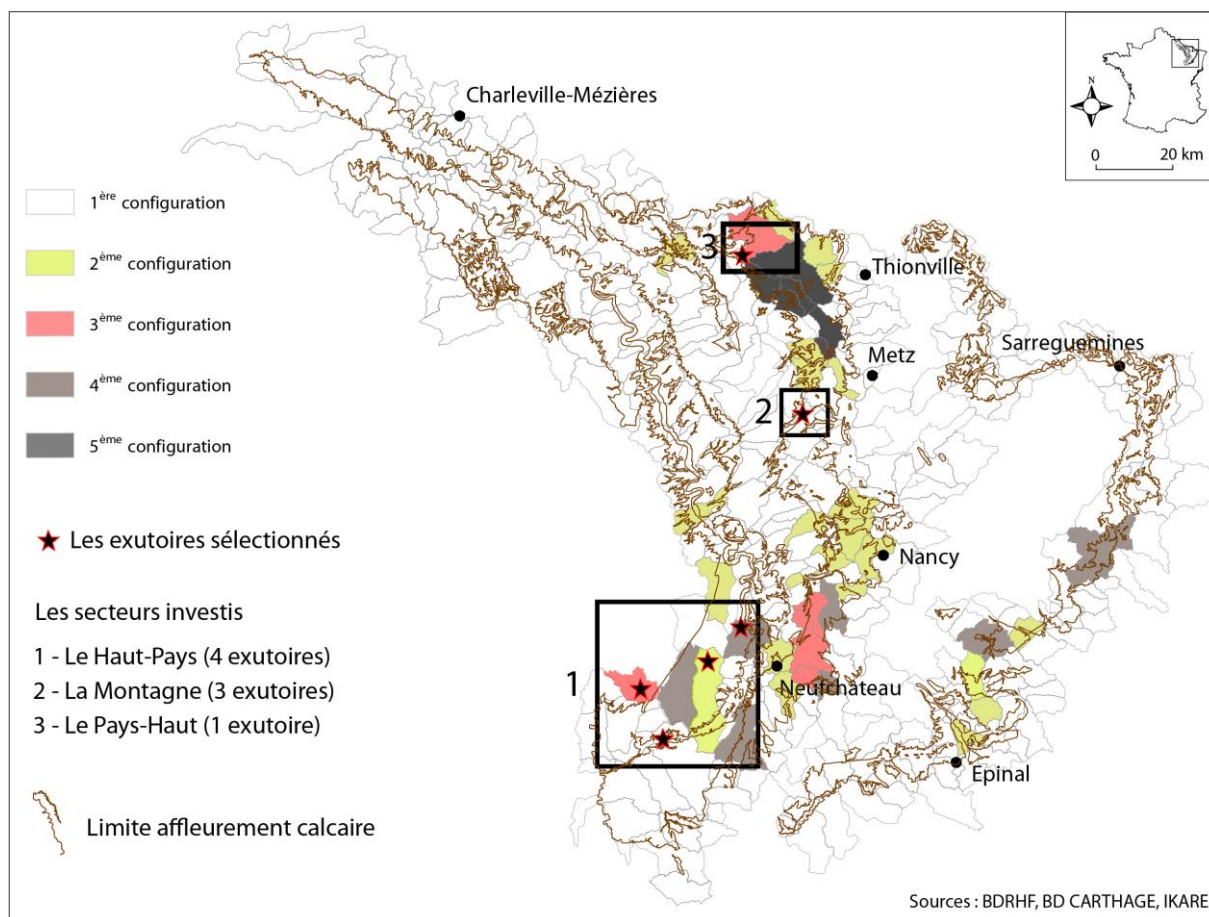 Charleville-Mézières
N
0 20 km
1ère configuration
2ème configuration
3ème configuration
4ème configuration
5ème configuration
3
Thionville
Metz
Sarreguemines
2
Les exutoires sélectionnés
Nancy
Les secteurs investis
1 - Le Haut-Pays (4 exutoires)
2 - La Montagne (3 exutoires)
3 - Le Pays-Haut (1 exutoire)
1
Neufchâteau
Epinal
Limite affleurement calcaire
Sources : BDRHF, BD CARTHAGE, IKARE